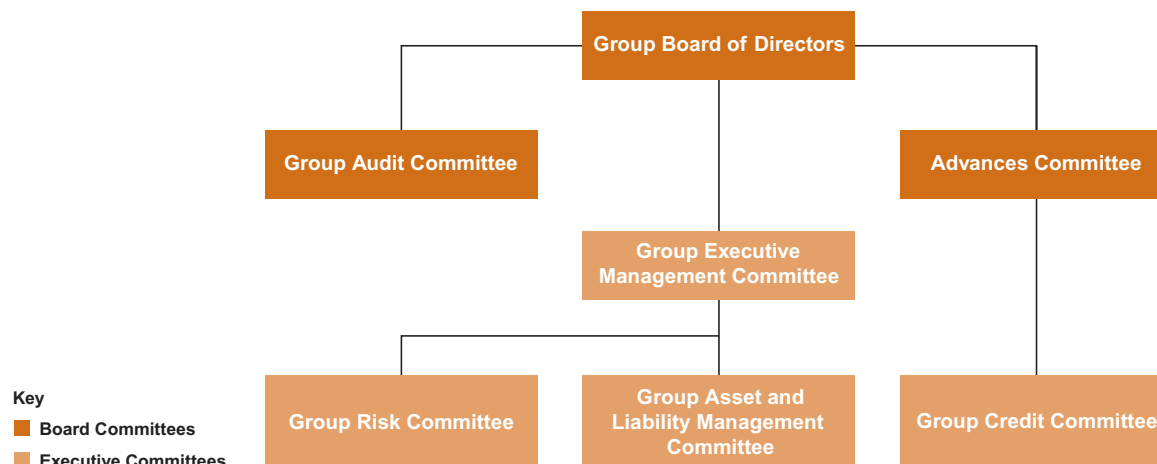 Group Board of Directors
Group Audit Committee
Advances Committee
Group Executive
Management Committee
Group Risk Committee
Group Asset and
Liability Management
Committee
Group Credit Committee
Key
Board Committees
Executive Committees